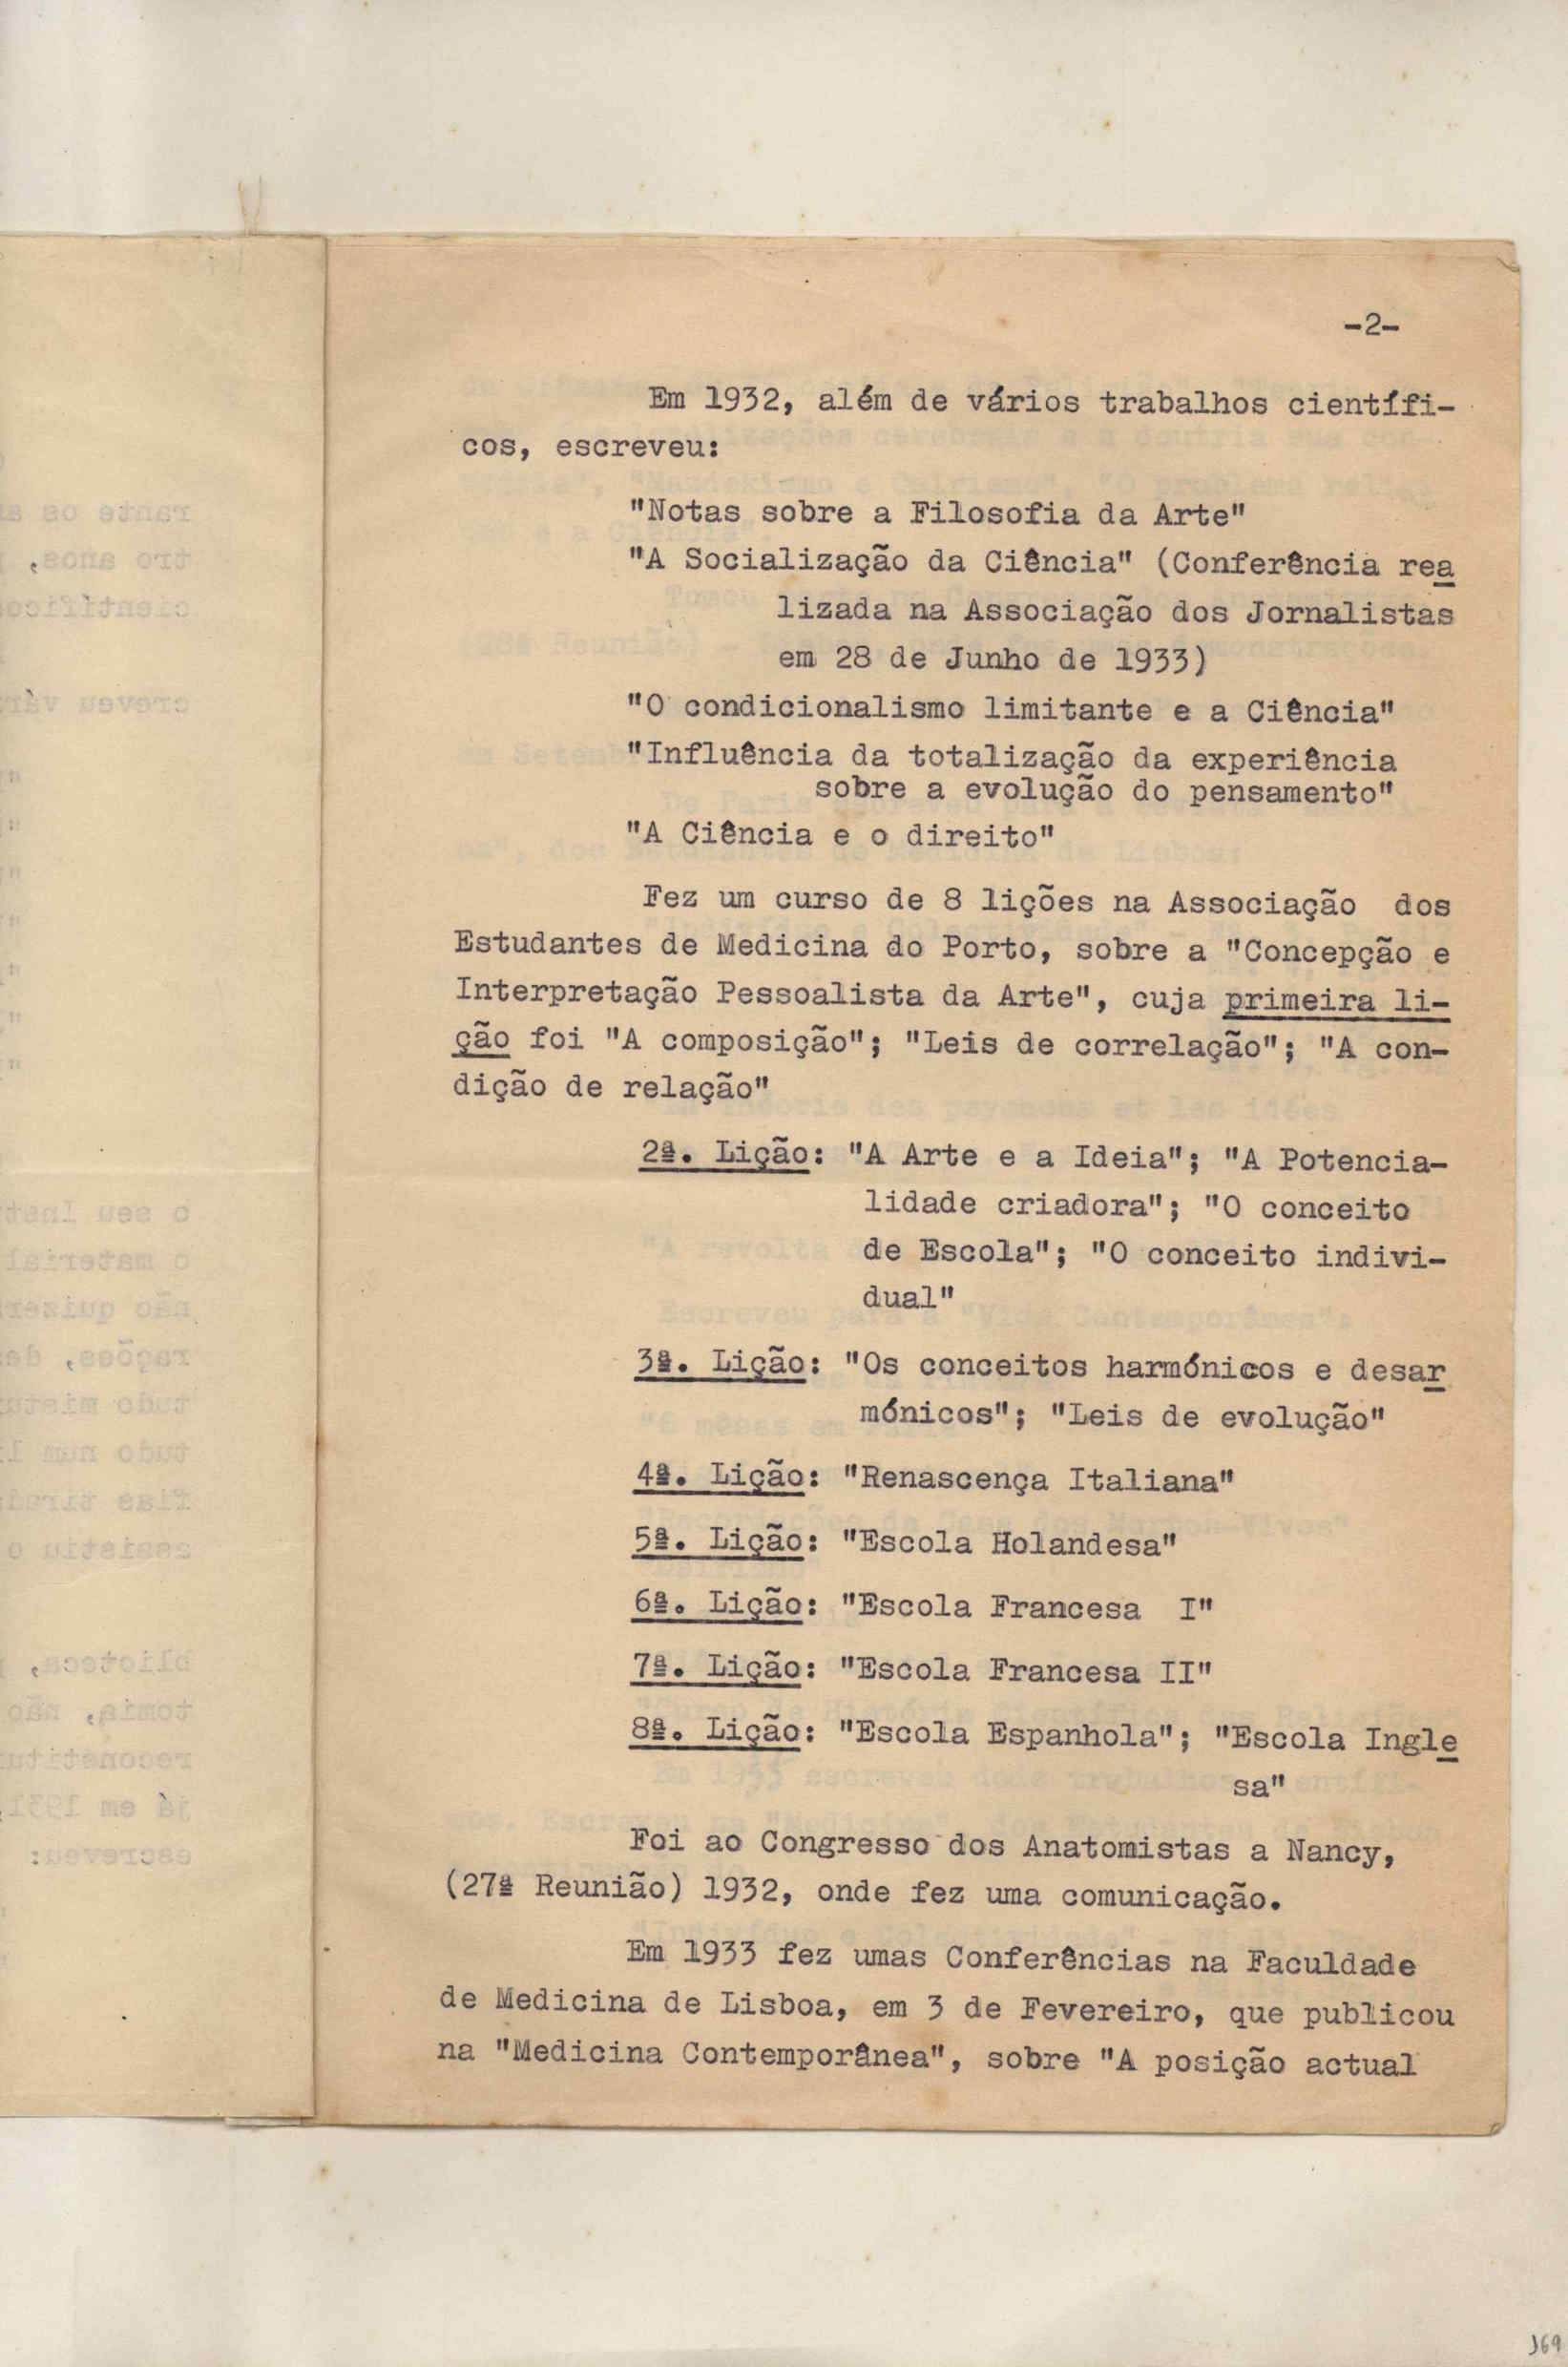 -2-
Em 1932, além de vários trabalhos científi-
cos, escreveu:
"Notas sobre a Filosofia da Arte"
"A Socialização da Ciência" (Conferência rea
lizada na Associação dos Jornalistas
em 28 de Junho de 1933)
"O condicionalismo limitante e a Ciência"
"Influência da totalização da experiência
sobre a evolução do pensamento"
"A Ciência e o direito"
Fez um curso de 8 lições na Associação dos
Estudantes de Medicina do Porto, sobre a "Concepção e
Interpretação Pessoalista da Arte", cuja primeira li-
ção foi "A composição"; "Leis de correlação"; "A con-
dição de relação"
2ª. Lição: "A Arte e a Ideia"; "A Potencia-
lidade criadora"; "O conceito
de Escola"; "O conceito indivi-
dual"
3ª. Lição: "Os conceitos harmónicos e desar
mónicos"; "Leis de evolução"
4ª. Lição: "Renascença Italiana"
5ª. Lição: "Escola Holandesa"
6ª. Lição: "Escola Francesa I"
7ª. Lição: "Escola Francesa II"
8ª. Lição: "Escola Espanhola"; "Escola Ingle
sa"
Foi ao Congresso dos Anatomistas a Nancy,
(27ª Reunião) 1932, onde fez uma comunicação.
Em 1933 fez umas Conferências na Faculdade
de Medicina de Lisboa, em 3 de Fevereiro, que publicou
na "Medicina Contemporânea", sobre "A posição actual